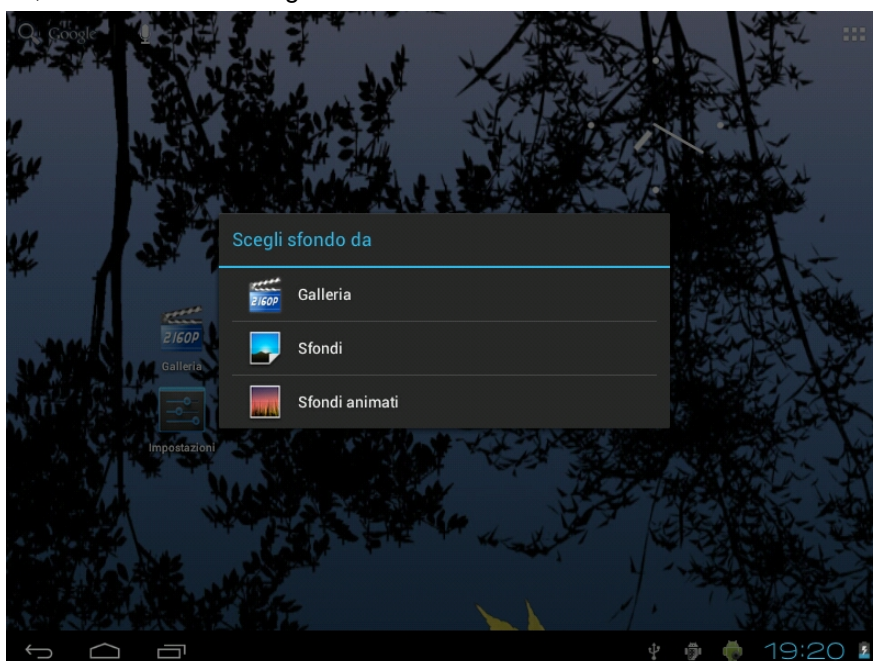 Google
Scegli sfondo da
2160P
Galleria
Sfondi
Sfondi animati
2160P
Galleria
Impostazioni
19:20